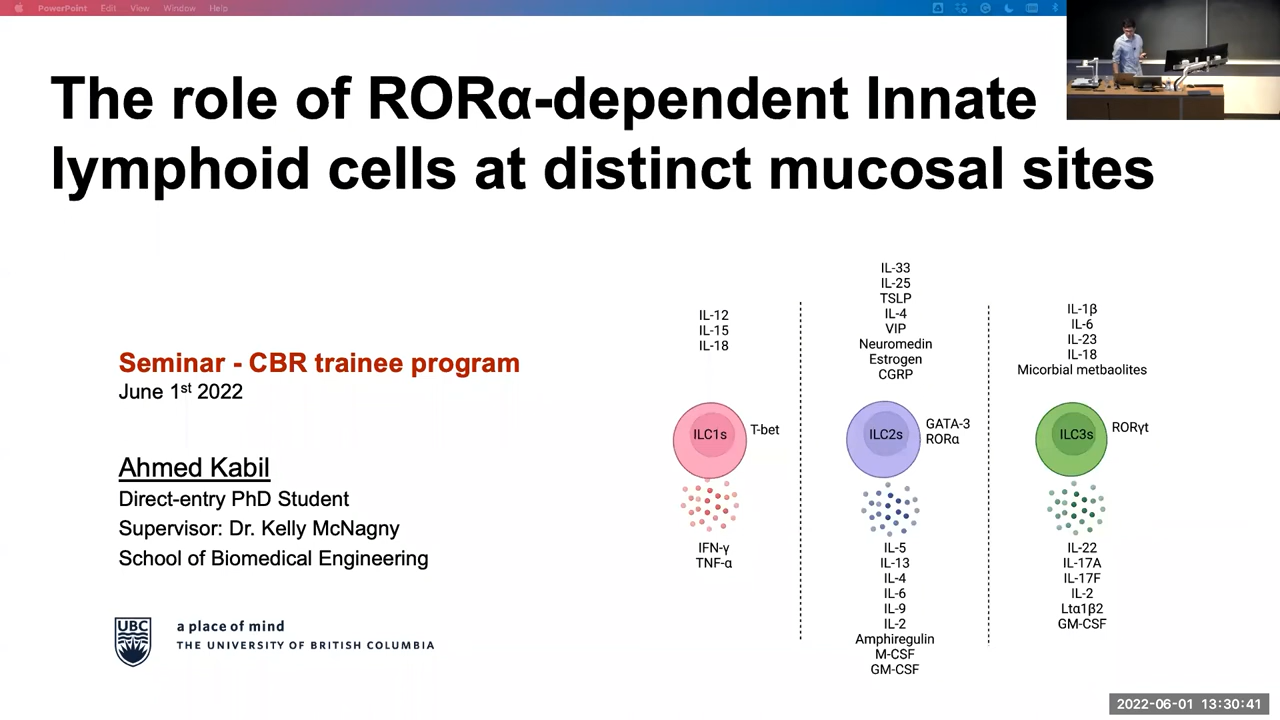 PowerPoint Edit View Window Help
The role of RORα-dependent Innate
lymphoid cells at distinct mucosal sites
Seminar - CBR trainee program
June 1st 2022
Ahmed Kabil
Direct-entry PhD Student
Supervisor: Dr. Kelly McNagny
School of Biomedical Engineering
UBC
a place of mind
THE UNIVERSITY OF BRITISH COLUMBIA
IL-12
IL-15
IL-18
ILC1s
T-bet
IFN-γ
TNF-α
IL-33
IL-25
TSLP
IL-4
VIP
Neuromedin
Estrogen
CGRP
ILC2s
GATA-3
RORα
IL-5
IL-13
IL-4
IL-6
IL-9
IL-2
Amphiregulin
M-CSF
GM-CSF
IL-1β
IL-6
IL-23
IL-18
Micorbial metbaolites
ILC3s
RORγt
IL-22
IL-17A
IL-17F
IL-2
Ltα1β2
GM-CSF
2022-06-01 13:30:41